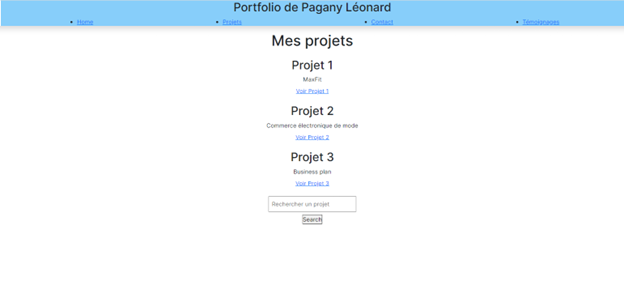 Portfolio de Pagany Léonard
Home Projets Contact Témoignages
Mes projets
Projet 1
MaxFit
Voir Projet 1
Projet 2
Commerce électronique de mode
Voir Projet 2
Projet 3
Business plan
Voir Projet 3
Rechercher un projet
Search